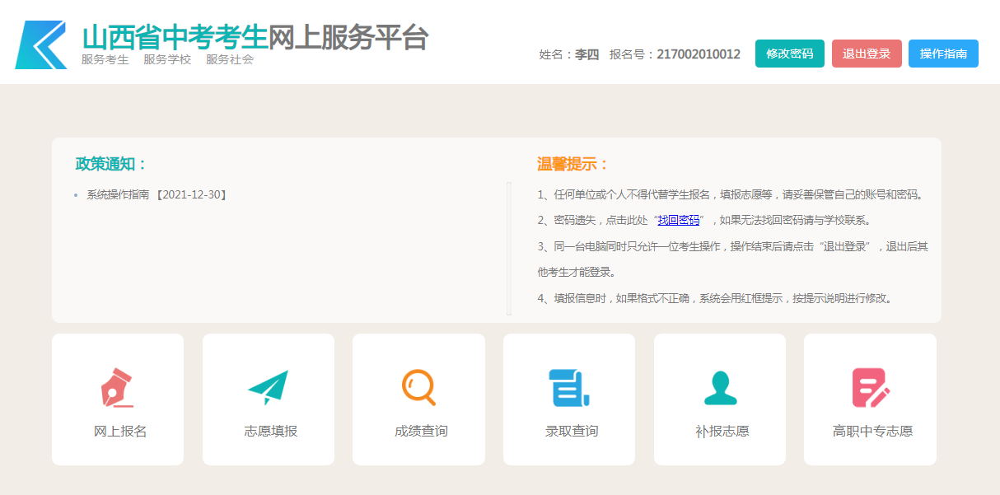 山西省中考考生网上服务平台
服务考生 服务学校 服务社会
姓名：李四 报名号：217002010012
修改密码 退出登录 操作指南
政策通知：
系统操作指南 【2021-12-30】
温馨提示：
1、任何单位或个人不得代替学生报名，填报志愿等，请妥善保管自己的账号和密码。
2、密码遗失，点击此处“找回密码”，如果无法找回密码请与学校联系。
3、同一台电脑同时只允许一位考生操作，操作结束后请点击“退出登录”，退出后其
他考生才能登录。
4、填报信息时，如果格式不正确，系统会用红框提示，按提示说明进行修改。
网上报名 志愿填报 成绩查询 录取查询 补报志愿 高职中专志愿